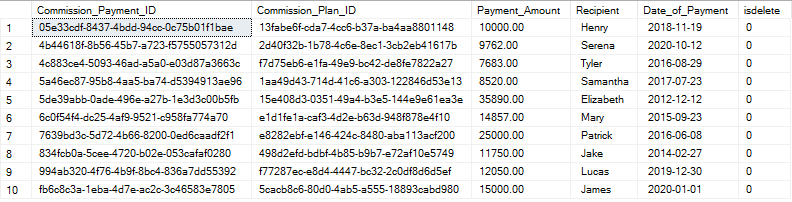 Commission_Payment_ID Commission_Plan_ID Payment_Amount Recipient Date_of_Payment isdelete
1 05e33cdf-8437-4bdd-94cc-0c75b01f1bae 13fabe6f-cda7-4cc6-b37a-ba4aa8801148 10000.00 Henry 2018-11-19 0
2 4b44618f-8b56-45b7-a723-f5755057312d 2d40f32b-1b78-4c6e-8ec1-3cb2eb41617b 9762.00 Serena 2020-10-12 0
3 4c883ce4-5093-46ad-a5a0-e03d87a3663c f7d75eb6-e1fa-49e9-bc42-de8fe7822a27 7683.00 Tyler 2016-08-29 0
4 5a46ec87-95b8-4aa5-ba74-d5394913ae96 1aa49d43-714d-41c6-a303-122846d53e13 8520.00 Samantha 2017-07-23 0
5 5de39abb-0ade-496e-a27b-1e3d3c00b5fb 15e408d3-0351-49a4-b3e5-144e9e61ea3e 35890.00 Elizabeth 2012-12-12 0
6 6c0f54f4-dc25-4af9-9521-c958fa774a70 e1d1fe1a-caf3-4d2e-b63d-948f878e4f10 14857.00 Mary 2015-09-23 0
7 7639bd3c-5d72-4b66-8200-0ed6caadf2f1 e8282ebf-e146-424c-8480-aba113acf200 25000.00 Patrick 2016-06-08 0
8 834fcb0a-5cee-4720-b02e-053cafaf0280 498d2efd-bdbf-4b85-b9b7-e72af10e5749 11750.00 Jake 2014-02-27 0
9 994ab320-4f76-4b9f-8bc4-836a7dd55392 f77287ec-e8d4-4447-bc32-2c0df8d6d5ef 12050.00 Lucas 2019-12-30 0
10 fb6c8c3a-1eba-4d7e-ac2c-3c46583e7805 5cacb8c6-80d0-4ab5-a555-18893cabd980 15000.00 James 2020-01-01 0